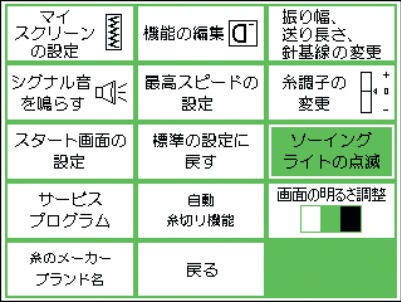 マイ
スクリーン
の設定
機能の編集
振り幅、
送り長さ、
針基線の変更
シグナル音
を鳴らす
最高スピードの
設定
糸調子の
変更
+
-
スタート画面の
設定
標準の設定に
戻す
ソーイング
ライトの点滅
サービス
プログラム
自動
糸切リ機能
画面の明るさ調整
糸のメーカー
ブランド名
戻る